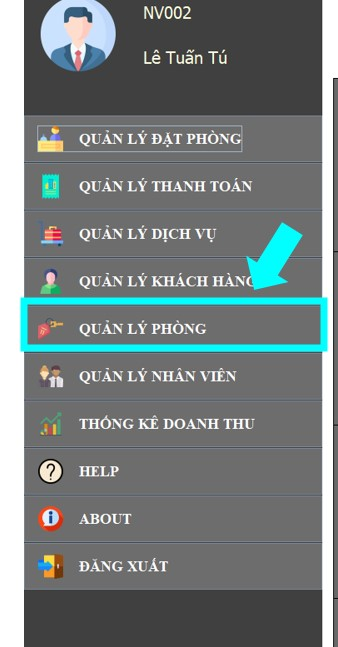 NV002
Lê Tuấn Tú
QUẢN LÝ ĐẶT PHÒNG
QUẢN LÝ THANH TOÁN
QUẢN LÝ DỊCH VỤ
QUẢN LÝ KHÁCH HÀNG
QUẢN LÝ PHÒNG
QUẢN LÝ NHÂN VIÊN
THỐNG KÊ DOANH THU
HELP
ABOUT
ĐĂNG XUẤT